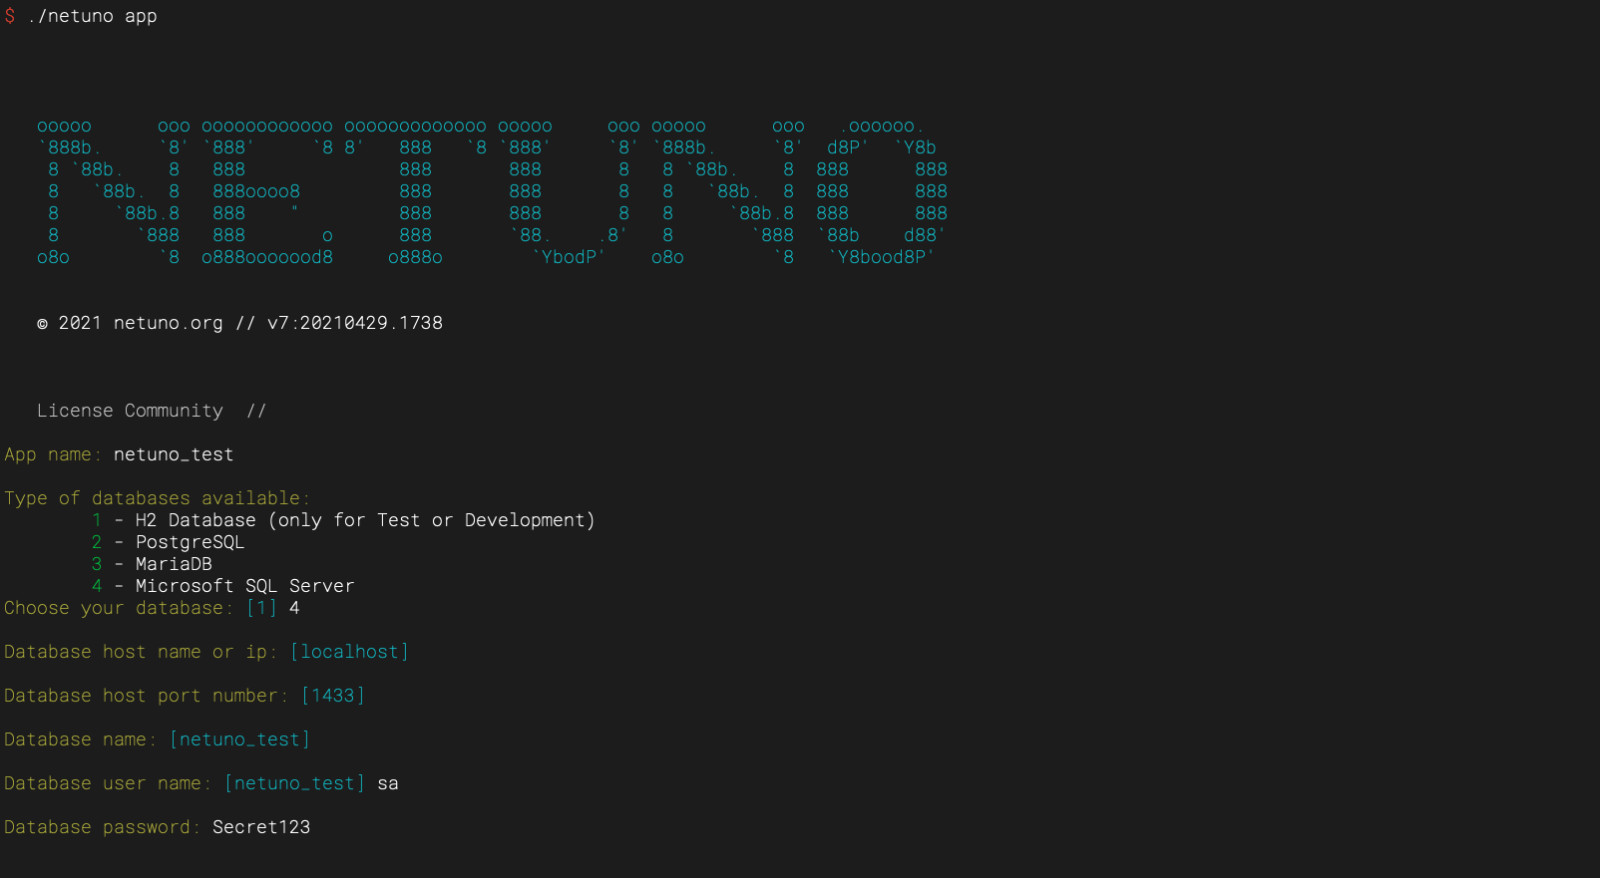 $ ./netuno app
ooooo      ooo oooooooooooo ooooooooooooo ooooo     ooo ooooo      ooo   .oooooo.
`888b.     `8' `888'     `8 8'   888   `8 `888'     `8' `888b.     `8'  d8P'  `Y8b
 8 `88b.    8   888              888       888       8   8 `88b.    8  888      888
 8   `88b.  8   888oooo8         888       888       8   8   `88b.  8  888      888
 8     `88b.8   888    "         888       888       8   8     `88b.8  888      888
 8       `888   888       o      888       `88.    .8'   8       `888  `88b    d88'
o8o        `8  o888ooooood8     o888o        `YbodP'    o8o        `8   `Y8bood8P'
© 2021 netuno.org // v7:20210429.1738
License Community  //
App name: netuno_test
Type of databases available:
1 - H2 Database (only for Test or Development)
2 - PostgreSQL
3 - MariaDB
4 - Microsoft SQL Server
Choose your database: [1] 4
Database host name or ip: [localhost]
Database host port number: [1433]
Database name: [netuno_test]
Database user name: [netuno_test] sa
Database password: Secret123